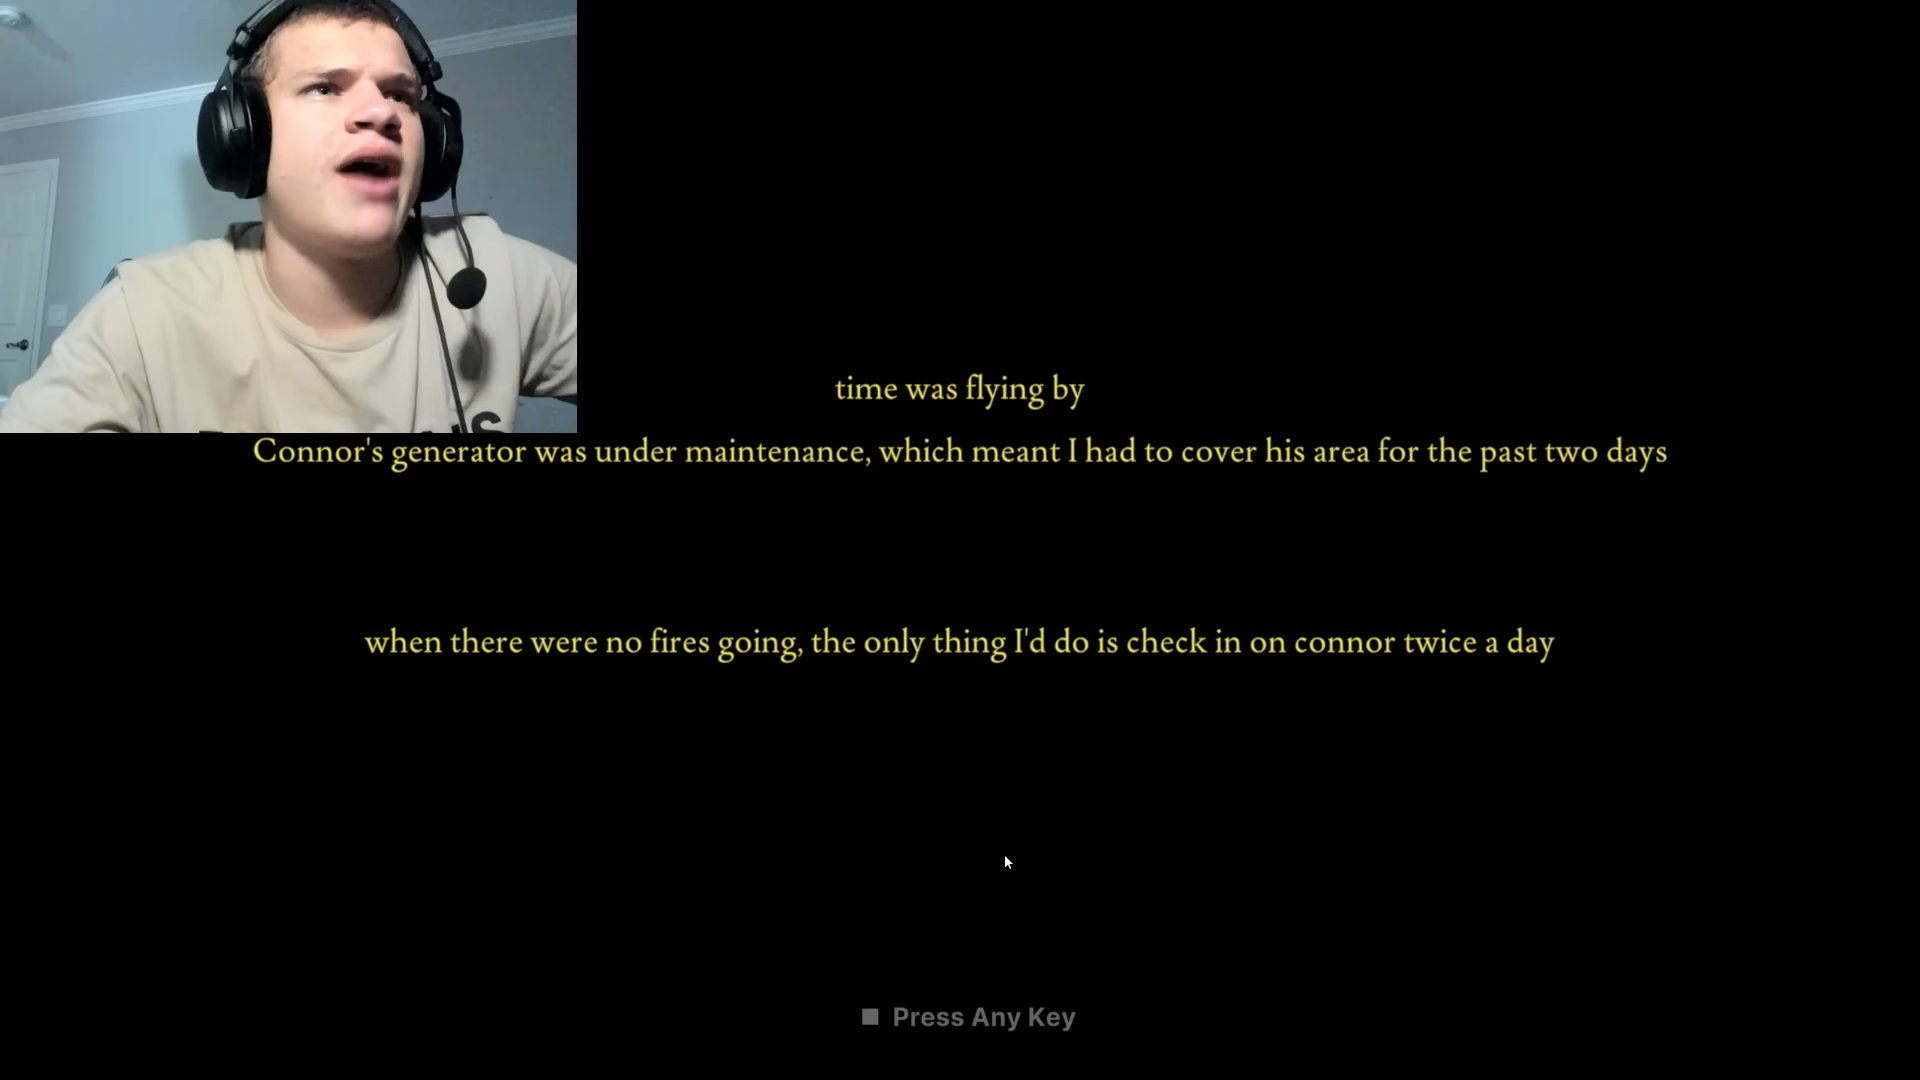 time was flying by
Connor's generator was under maintenance, which meant I had to cover his area for the past two days
when there were no fires going, the only thing I'd do is check in on connor twice a day
Press Any Key